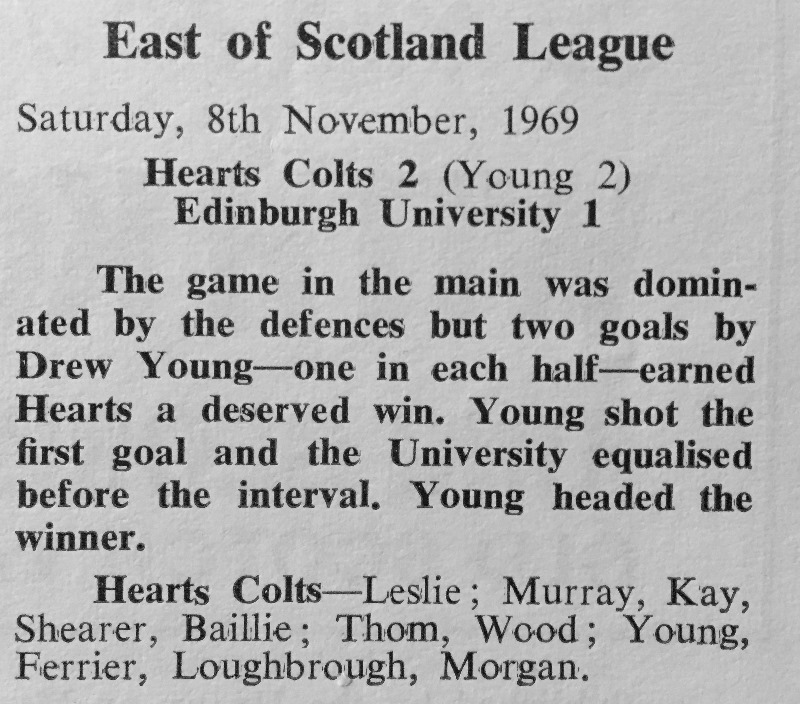 East of Scotland League
Saturday, 8th November, 1969
Hearts Colts 2 (Young 2)
Edinburgh University 1
The game in the main was domin-
ated by the defences but two goals by
Drew Young—one in each half—earned
Hearts a deserved win. Young shot the
first goal and the University equalised
before the interval. Young headed the
winner.
Hearts Colts—Leslie; Murray, Kay,
Shearer, Baillie; Thom, Wood; Young,
Ferrier, Loughbrough, Morgan.